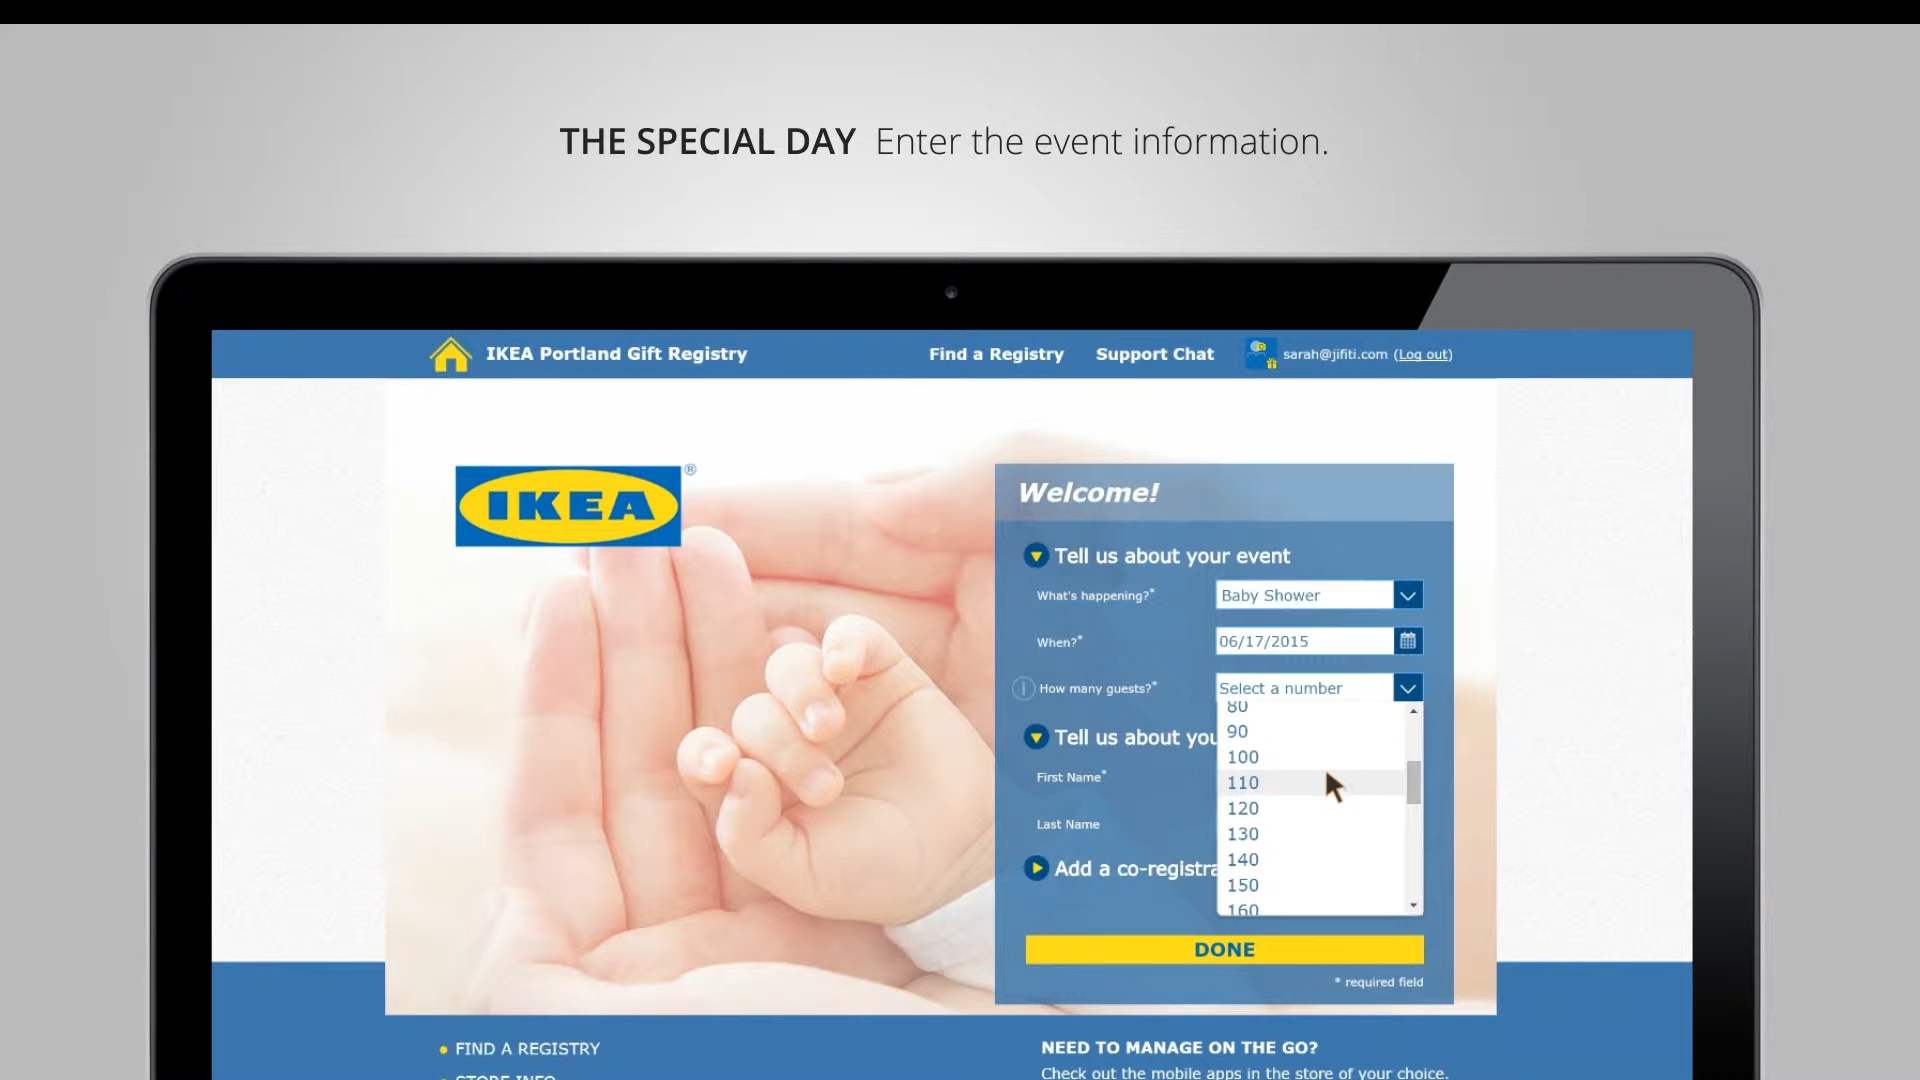 THE SPECIAL DAY Enter the event information.
IKEA Portland Gift Registry
Find a Registry
Support Chat
sarah@jifiti.com (Log out)
IKEA ®
Welcome!
Tell us about your event
What's happening?*
Baby Shower
When?*
06/17/2015
How many guests?*
Select a number
80
90
100
110
120
130
140
150
160
Tell us about you
First Name*
Last Name
Add a co-registra
DONE
* required field
FIND A REGISTRY
STORE INFO
NEED TO MANAGE ON THE GO?
Check out the mobile apps in the store of your choice.